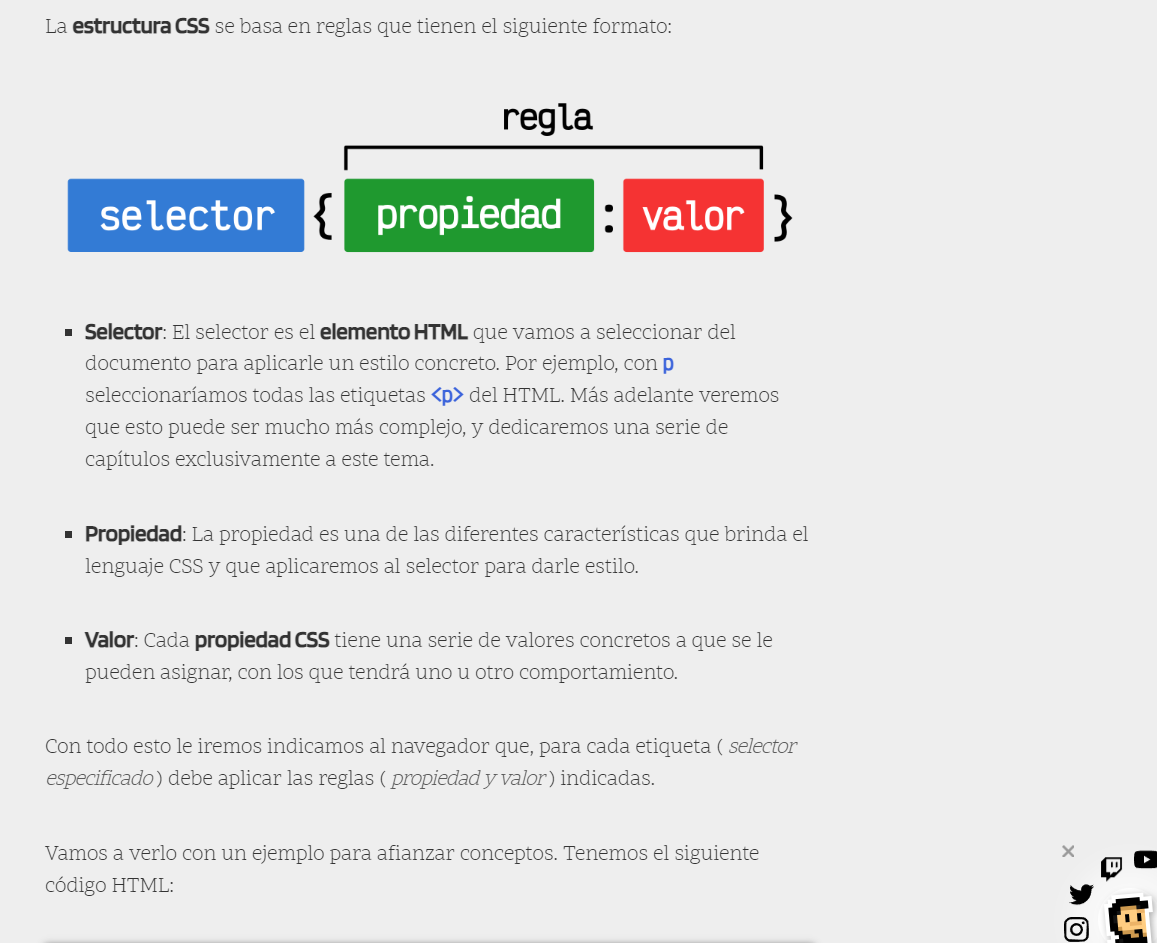 La estructura CSS se basa en reglas que tienen el siguiente formato:
regla
selector { propiedad : valor }
Selector: El selector es el elemento HTML que vamos a seleccionar del
documento para aplicarle un estilo concreto. Por ejemplo, con p
seleccionaríamos todas las etiquetas <p> del HTML. Más adelante veremos
que esto puede ser mucho más complejo, y dedicaremos una serie de
capítulos exclusivamente a este tema.
Propiedad: La propiedad es una de las diferentes características que brinda el
lenguaje CSS y que aplicaremos al selector para darle estilo.
Valor: Cada propiedad CSS tiene una serie de valores concretos a que se le
pueden asignar, con los que tendrá uno u otro comportamiento.
Con todo esto le iremos indicamos al navegador que, para cada etiqueta ( selector
especificado ) debe aplicar las reglas ( propiedad y valor ) indicadas.
Vamos a verlo con un ejemplo para afianzar conceptos. Tenemos el siguiente
código HTML: